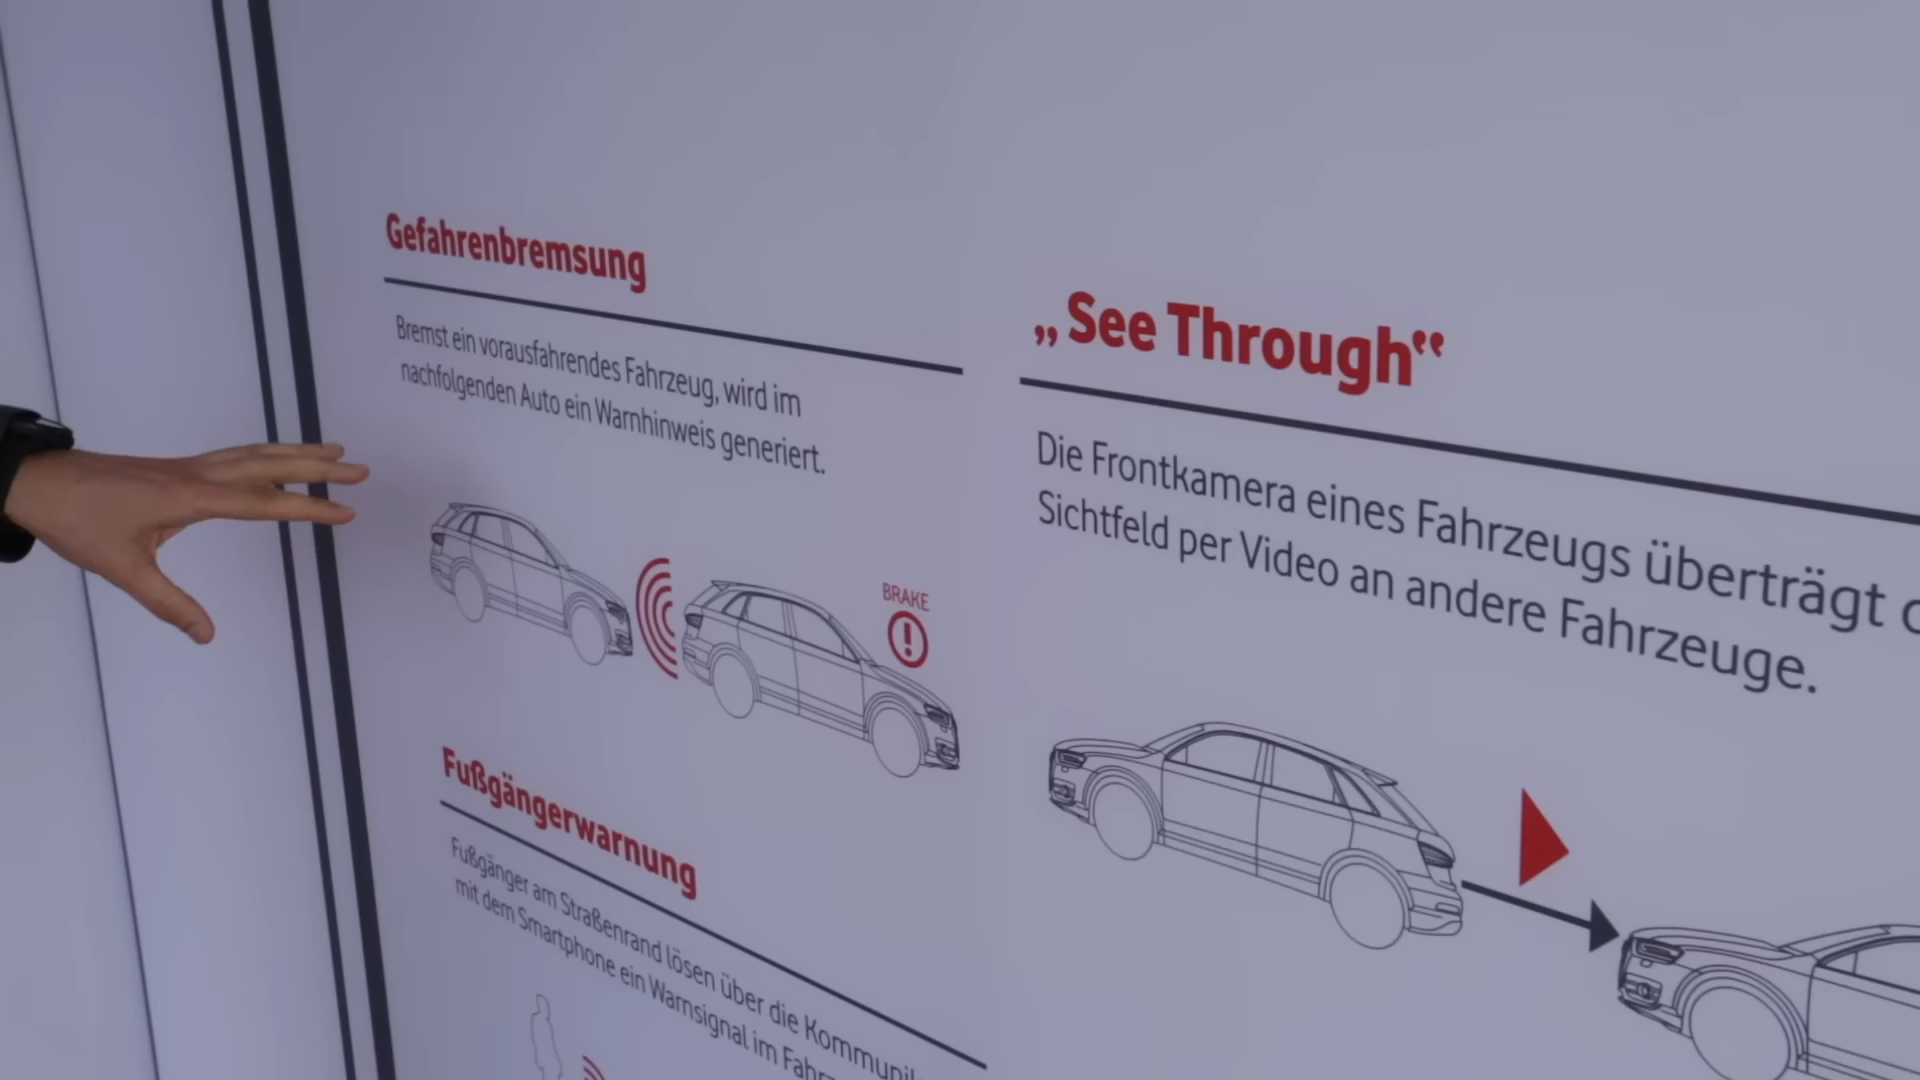 Gefahrenbremsung
Bremst ein vorausfahrendes Fahrzeug, wird im
nachfolgenden Auto ein Warnhinweis generiert.
BRAKE
Fußgängerwarnung
Fußgänger am Straßenrand lösen über die
mit dem Smartphone ein Warnsignal im
„See Through“
Die Frontkamera eines Fahrzeugs überträgt
Sichtfeld per Video an andere Fahrzeuge.